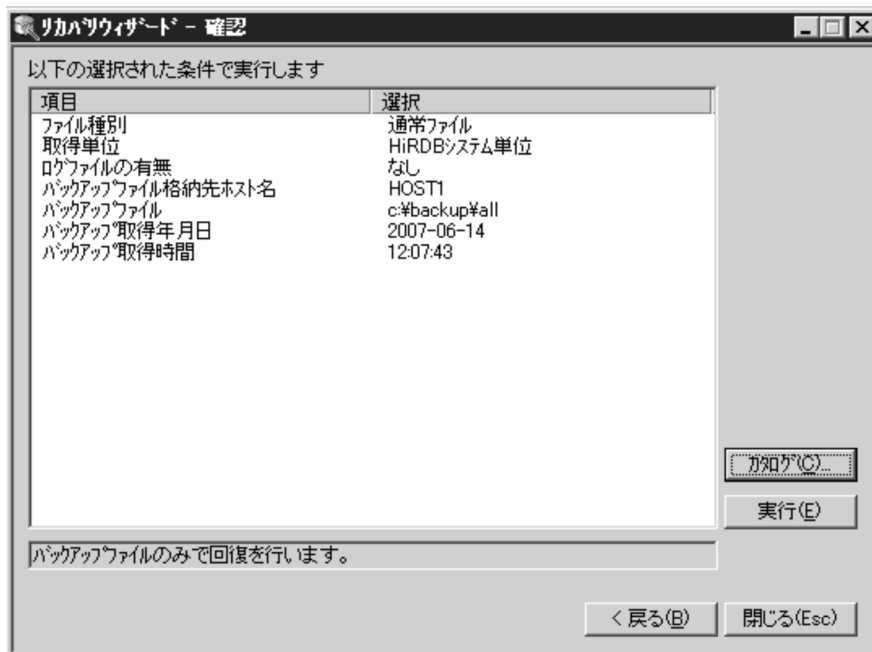 リカバリウィザード - 確認
以下の選択された条件で実行します
項目 選択
ファイル種別 通常ファイル
取得単位 HiRDBシステム単位
ログファイルの有無 なし
バックアップファイル格納先ホスト名 HOST1
バックアップファイル c:¥backup¥all
バックアップ取得年月日 2007-06-14
バックアップ取得時間 12:07:43
カタログ(C)...
実行(E)
バックアップファイルのみで回復を行います。
< 戻る(B) 閉じる(Esc)